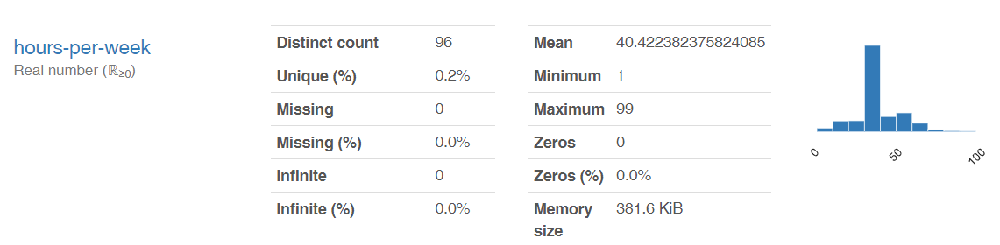 hours-per-week
Real number (ℝ≥0)
Distinct count 96
Unique (%) 0.2%
Missing 0
Missing (%) 0.0%
Infinite 0
Infinite (%) 0.0%
Mean 40.422382375824085
Minimum 1
Maximum 99
Zeros 0
Zeros (%) 0.0%
Memory size 381.6 KiB
0 50 100